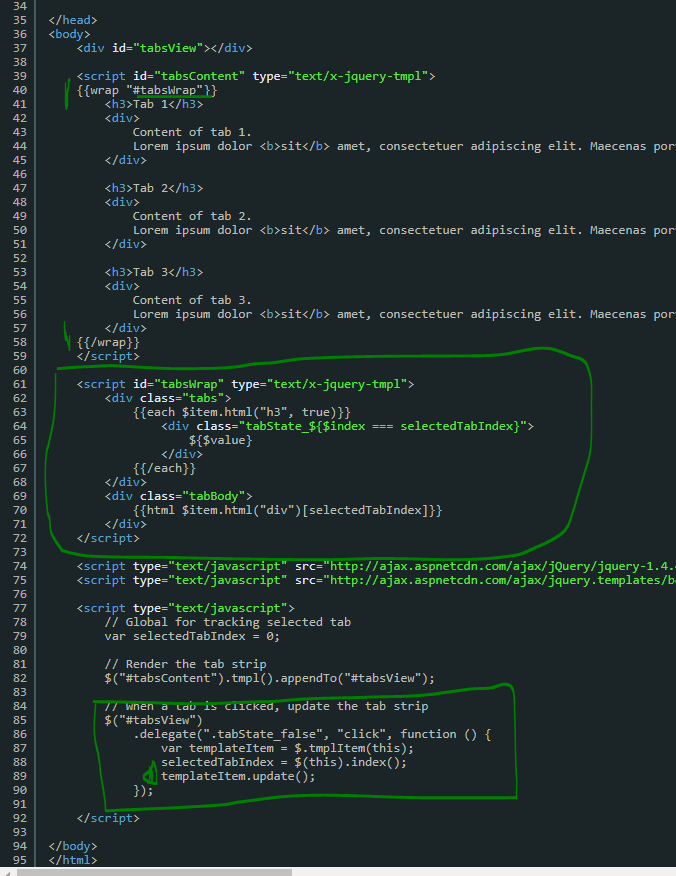 34
35 </head>
36 <body>
37 <div id="tabsView"></div>
38
39 <script id="tabsContent" type="text/x-jquery-tmpl">
40 {{wrap "#tabsWrap"}}
41 <h3>Tab 1</h3>
42 <div>
43 Content of tab 1.
44 Lorem ipsum dolor <b>sit</b> amet, consectetuer adipiscing elit. Maecenas por
45 </div>
46
47 <h3>Tab 2</h3>
48 <div>
49 Content of tab 2.
50 Lorem ipsum dolor <b>sit</b> amet, consectetuer adipiscing elit. Maecenas por
51 </div>
52
53 <h3>Tab 3</h3>
54 <div>
55 Content of tab 3.
56 Lorem ipsum dolor <b>sit</b> amet, consectetuer adipiscing elit. Maecenas por
57 </div>
58 {{/wrap}}
59 </script>
60
61 <script id="tabsWrap" type="text/x-jquery-tmpl">
62 <div class="tabs">
63 {{each $item.html("h3", true)}}
64 <div class="tabState_${$index === selectedTabIndex}">
65 ${$value}
66 </div>
67 {{/each}}
68 </div>
69 <div class="tabBody">
70 {{html $item.html("div")[selectedTabIndex]}}
71 </div>
72 </script>
73
74 <script type="text/javascript" src="http://ajax.aspnetcdn.com/ajax/jQuery/jquery-1.4.
75 <script type="text/javascript" src="http://ajax.aspnetcdn.com/ajax/jquery.templates/b
76
77 <script type="text/javascript">
78 // Global for tracking selected tab
79 var selectedTabIndex = 0;
80
81 // Render the tab strip
82 $("#tabsContent").tmpl().appendTo("#tabsView");
83
84 // When a tab is clicked, update the tab strip
85 $("#tabsView")
86 .delegate(".tabState_false", "click", function () {
87 var templateItem = $.tmplItem(this);
88 selectedTabIndex = $(this).index();
89 templateItem.update();
90 });
91
92 </script>
93
94 </body>
95 </html>